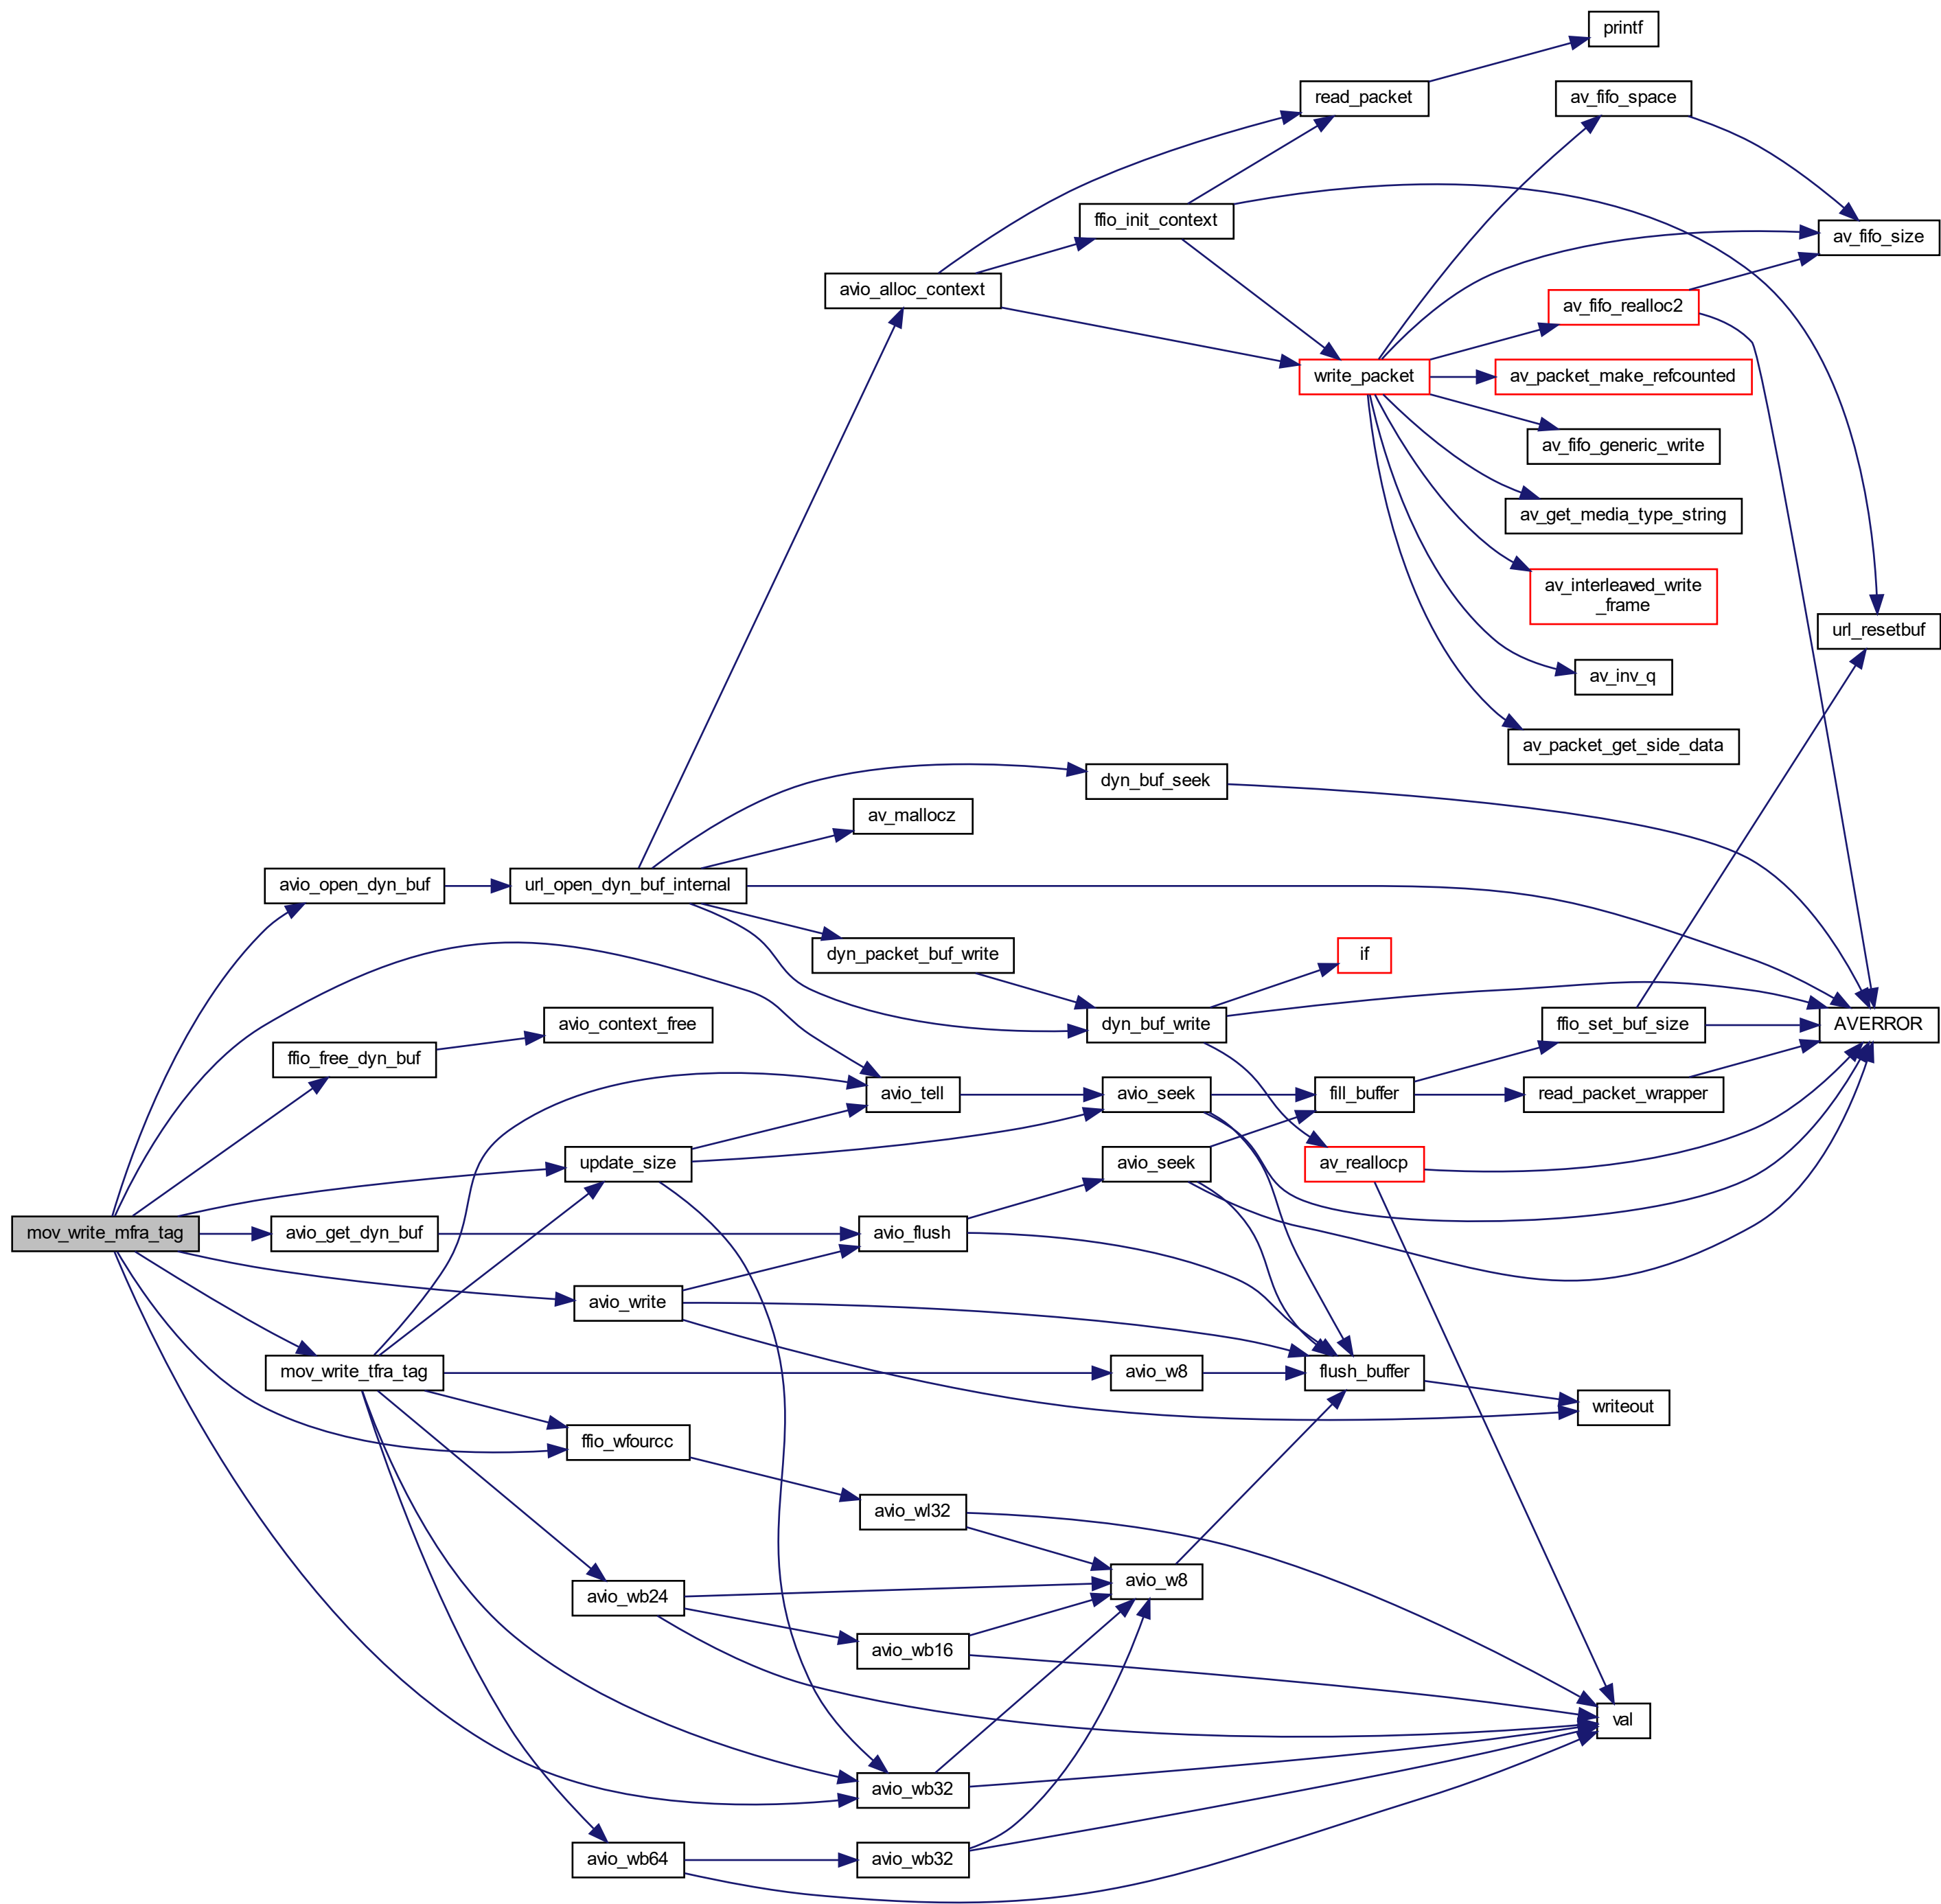 printf
read_packet
av_fifo_space
ffio_init_context
av_fifo_size
avio_alloc_context
av_fifo_realloc2
write_packet
av_packet_make_refcounted
av_fifo_generic_write
av_get_media_type_string
av_interleaved_write
_frame
url_resetbuf
av_inv_q
av_packet_get_side_data
dyn_buf_seek
av_mallocz
avio_open_dyn_buf
url_open_dyn_buf_internal
dyn_packet_buf_write
if
avio_context_free
dyn_buf_write
ffio_set_buf_size
AVERROR
ffio_free_dyn_buf
avio_tell
avio_seek
fill_buffer
read_packet_wrapper
update_size
avio_seek
av_reallocp
mov_write_mfra_tag
avio_get_dyn_buf
avio_flush
avio_write
mov_write_tfra_tag
avio_w8
flush_buffer
writeout
ffio_wfourcc
avio_wl32
avio_w8
avio_wb24
avio_wb16
val
avio_wb32
avio_wb64
avio_wb32